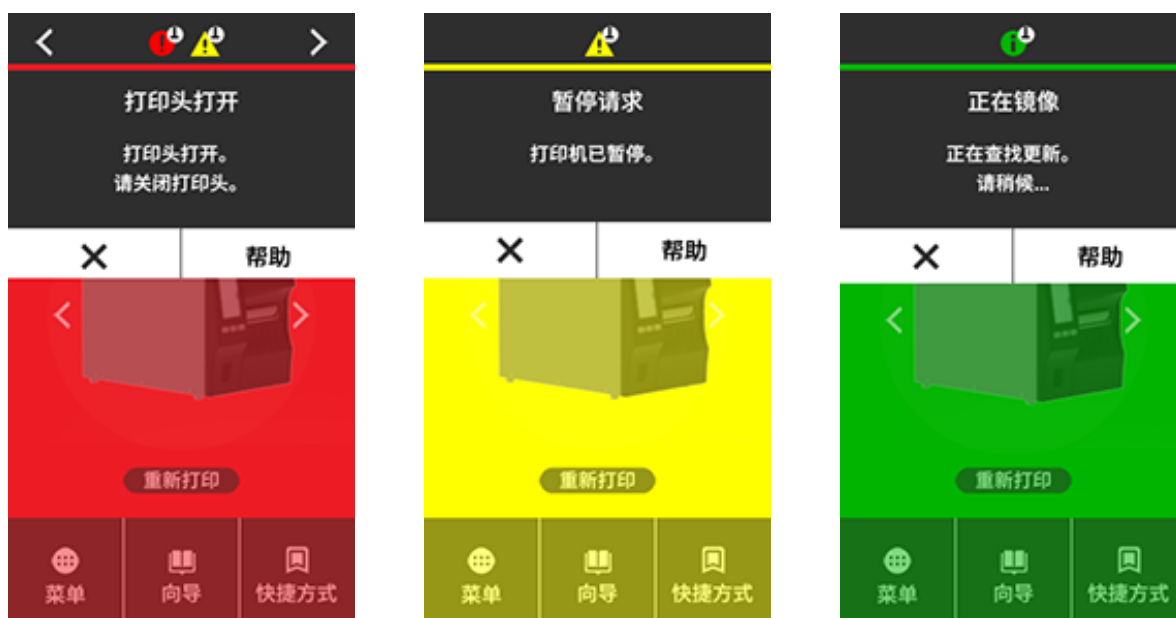 打印头打开
打印头打开。
请关闭打印头。
帮助
重新打印
菜单
向导
快捷方式
暂停请求
打印机已暂停。
帮助
重新打印
菜单
向导
快捷方式
正在镜像
正在查找更新。
请稍候...
帮助
重新打印
菜单
向导
快捷方式